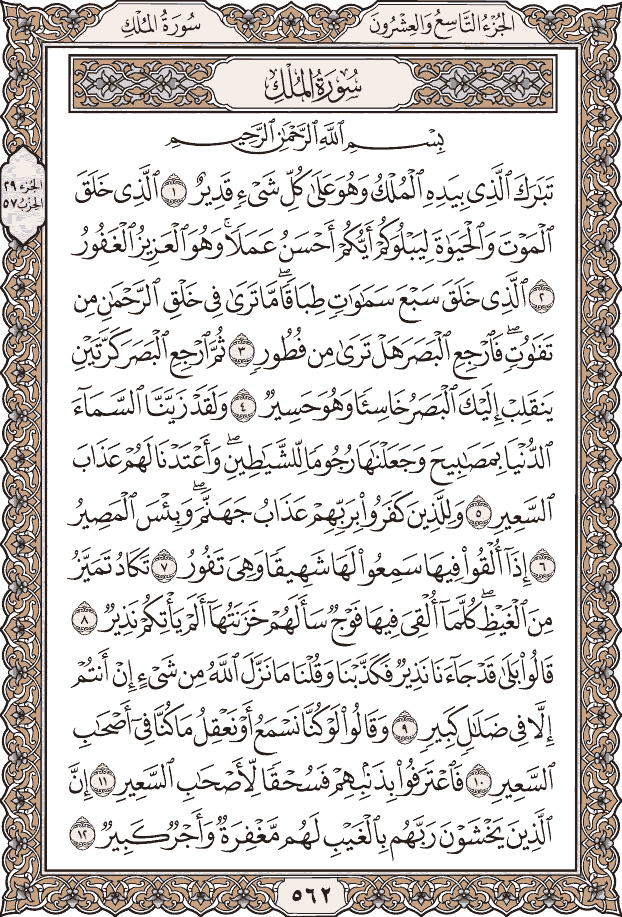 الجُزْءُ التَّاسِعُ وَالعِشْرُونَ
سُورَةُ المُلْكِ
سُورَةُ المُلْكِ
بِسْمِ ٱللَّهِ ٱلرَّحْمَٰنِ ٱلرَّحِيمِ
الجزء ٢٩
الحزب ٥٧
تَبَٰرَكَ ٱلَّذِى بِيَدِهِ ٱلْمُلْكُ وَهُوَ عَلَىٰ كُلِّ شَىْءٍ قَدِيرٌ ١ ٱلَّذِى خَلَقَ
ٱلْمَوْتَ وَٱلْحَيَوٰةَ لِيَبْلُوَكُمْ أَيُّكُمْ أَحْسَنُ عَمَلًاۚ وَهُوَ ٱلْعَزِيزُ ٱلْغَفُورُ
٢ ٱلَّذِى خَلَقَ سَبْعَ سَمَٰوَٰتٍ طِبَاقًاۖ مَّا تَرَىٰ فِى خَلْقِ ٱلرَّحْمَٰنِ مِن
تَفَٰوُتٍۖ فَٱرْجِعِ ٱلْبَصَرَ هَلْ تَرَىٰ مِن فُطُورٍ ٣ ثُمَّ ٱرْجِعِ ٱلْبَصَرَ كَرَّتَيْنِ
يَنقَلِبْ إِلَيْكَ ٱلْبَصَرُ خَاسِئًا وَهُوَ حَسِيرٌ ٤ وَلَقَدْ زَيَّنَّا ٱلسَّمَآءَ
ٱلدُّنْيَا بِمَصَٰبِيحَ وَجَعَلْنَٰهَا رُجُومًا لِّلشَّيَٰطِينِۖ وَأَعْتَدْنَا لَهُمْ عَذَابَ
ٱلسَّعِيرِ ٥ وَلِلَّذِينَ كَفَرُوا۟ بِرَبِّهِمْ عَذَابُ جَهَنَّمَۖ وَبِئْسَ ٱلْمَصِيرُ
٦ إِذَآ أُلْقُوا۟ فِيهَا سَمِعُوا۟ لَهَا شَهِيقًا وَهِىَ تَفُورُ ٧ تَكَادُ تَمَيَّزُ
مِنَ ٱلْغَيْظِۖ كُلَّمَآ أُلْقِىَ فِيهَا فَوْجٌ سَأَلَهُمْ خَزَنَتُهَآ أَلَمْ يَأْتِكُمْ نَذِيرٌ ٨
قَالُوا۟ بَلَىٰ قَدْ جَآءَنَا نَذِيرٌ فَكَذَّبْنَا وَقُلْنَا مَا نَزَّلَ ٱللَّهُ مِن شَىْءٍ إِنْ أَنتُمْ
إِلَّا فِى ضَلَٰلٍ كَبِيرٍ ٩ وَقَالُوا۟ لَوْ كُنَّا نَسْمَعُ أَوْ نَعْقِلُ مَا كُنَّا فِىٓ أَصْحَٰبِ
ٱلسَّعِيرِ ١٠ فَٱعْتَرَفُوا۟ بِذَنۢبِهِمْ فَسُحْقًا لِّأَصْحَٰبِ ٱلسَّعِيرِ ١١ إِنَّ
ٱلَّذِينَ يَخْشَوْنَ رَبَّهُم بِٱلْغَيْبِ لَهُم مَّغْفِرَةٌ وَأَجْرٌ كَبِيرٌ ١٢
٥٦٢